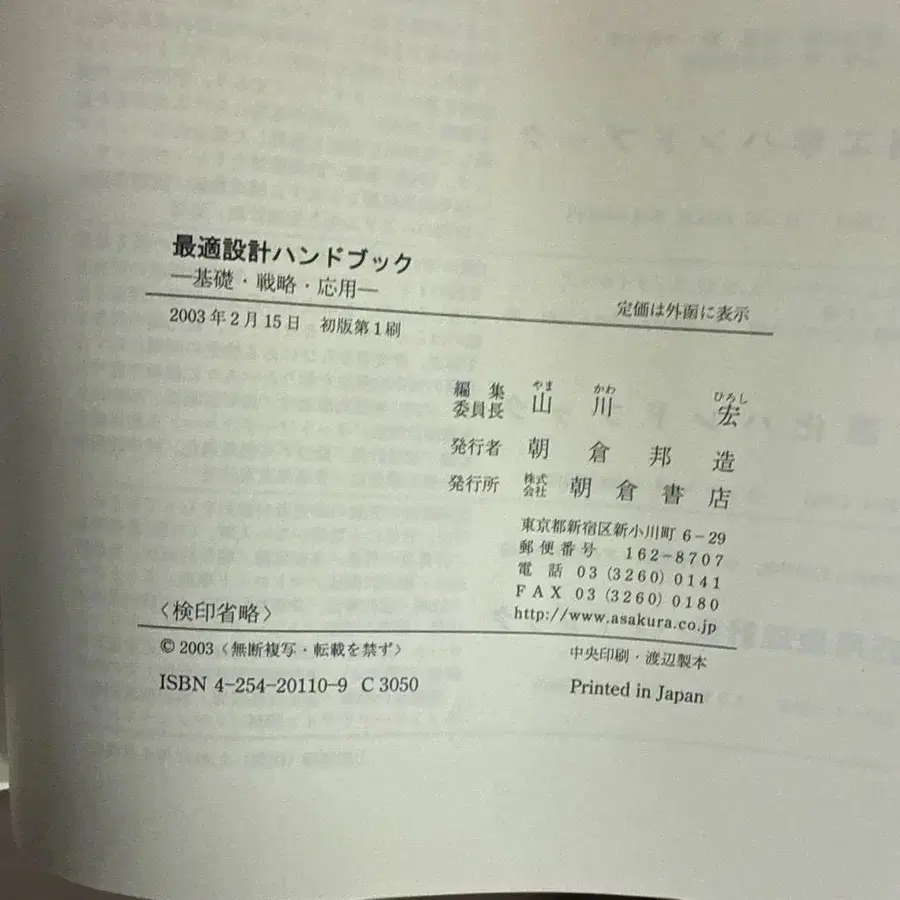 最適設計ハンドブック
―基礎・戦略・応用―
定価は外函に表示
2003年2月15日 初版第1刷
編集委員長 山川宏
やま かわ ひろし
発行者 朝倉邦造
発行所 株式会社 朝倉書店
東京都新宿区新小川町 6-29
郵便番号 162-8707
電話 03 (3260) 0141
FAX 03 (3260) 0180
http://www.asakura.co.jp
〈検印省略〉
© 2003 〈無断複写・転載を禁ず〉
中央印刷・渡辺製本
ISBN 4-254-20110-9 C 3050
Printed in Japan